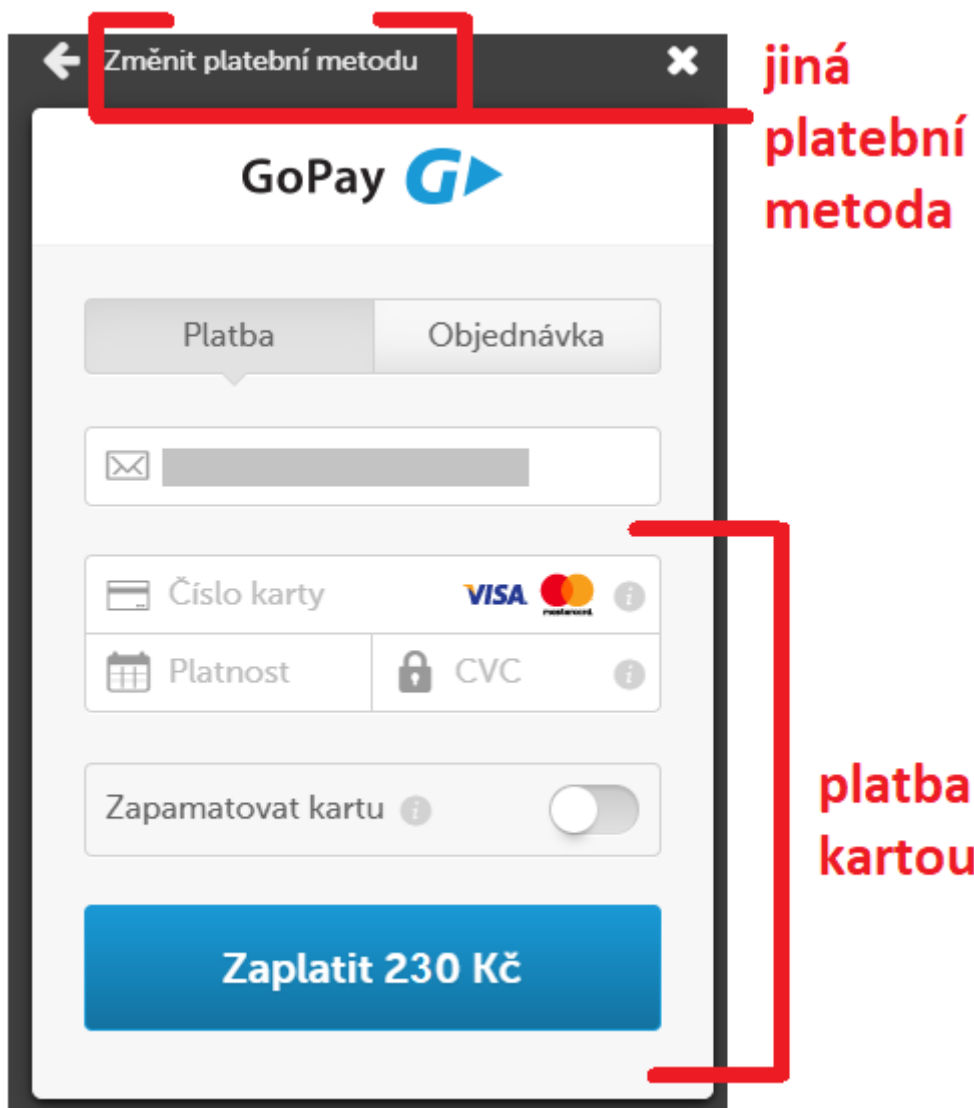 Změnit platební metodu
jiná
platební
metoda
GoPay
Platba
Objednávka
Číslo karty
VISA
mastercard.
Platnost
CVC
Zapamatovat kartu
platba
kartou
Zaplatit 230 Kč